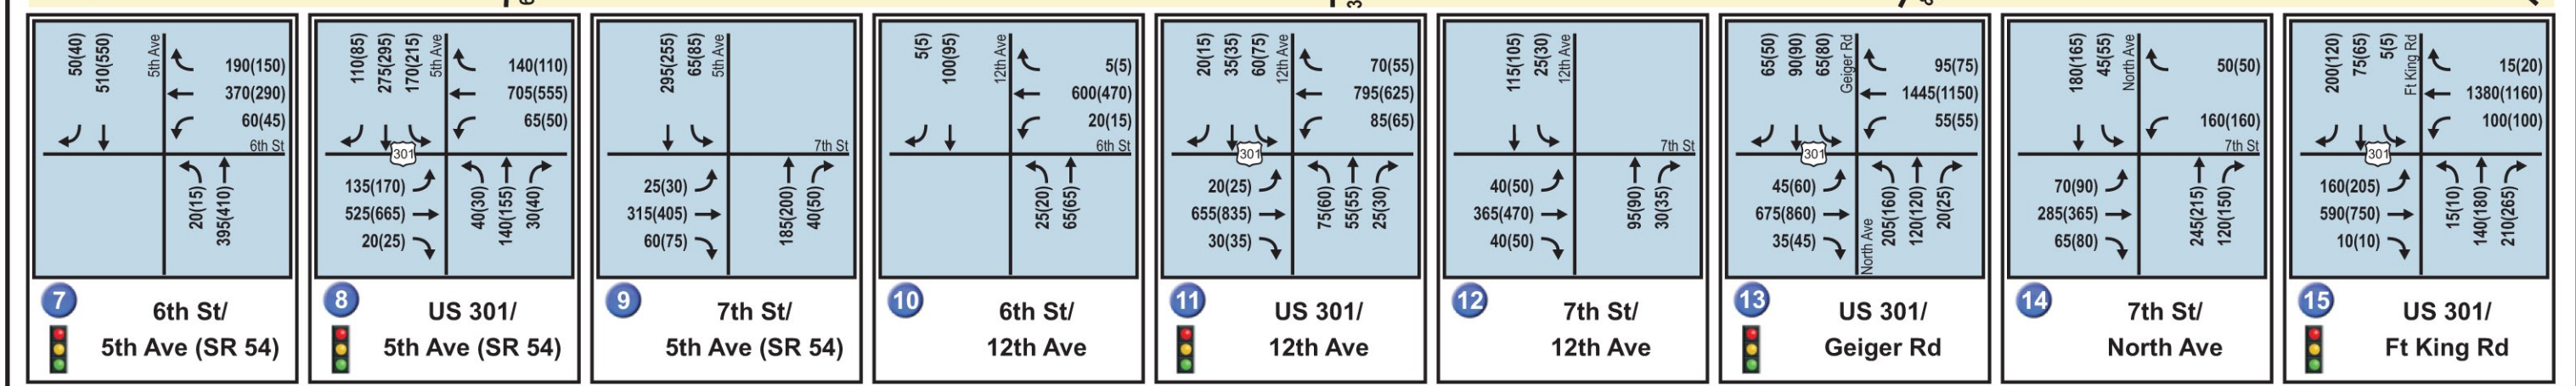 50(40)
510(550)
5th Ave
190(150)
370(290)
60(45)
6th St
20(15)
395(410)
7
6th St/
5th Ave (SR 54)
110(85)
275(295)
170(215)
5th Ave
140(110)
705(555)
65(50)
301
135(170)
525(665)
20(25)
40(30)
140(155)
30(40)
8
US 301/
5th Ave (SR 54)
295(255)
65(85)
5th Ave
7th St
25(30)
315(405)
60(75)
185(200)
40(50)
9
7th St/
5th Ave (SR 54)
5(5)
100(95)
12th Ave
5(5)
600(470)
20(15)
6th St
25(20)
65(65)
10
6th St/
12th Ave
20(15)
35(35)
60(75)
12th Ave
70(55)
795(625)
85(65)
301
20(25)
655(835)
30(35)
75(60)
55(55)
25(30)
11
US 301/
12th Ave
115(105)
25(30)
12th Ave
7th St
40(50)
365(470)
40(50)
95(90)
30(35)
12
7th St/
12th Ave
65(50)
90(90)
65(80)
Geiger Rd
95(75)
1445(1150)
55(55)
301
45(60)
675(860)
35(45)
North Ave
205(160)
120(120)
20(25)
13
US 301/
Geiger Rd
180(165)
45(55)
North Ave
50(50)
160(160)
7th St
70(90)
285(365)
65(80)
245(215)
120(150)
14
7th St/
North Ave
200(120)
75(65)
5(5)
Ft King Rd
15(20)
1380(1160)
100(100)
301
160(205)
590(750)
10(10)
15(10)
140(180)
210(265)
15
US 301/
Ft King Rd